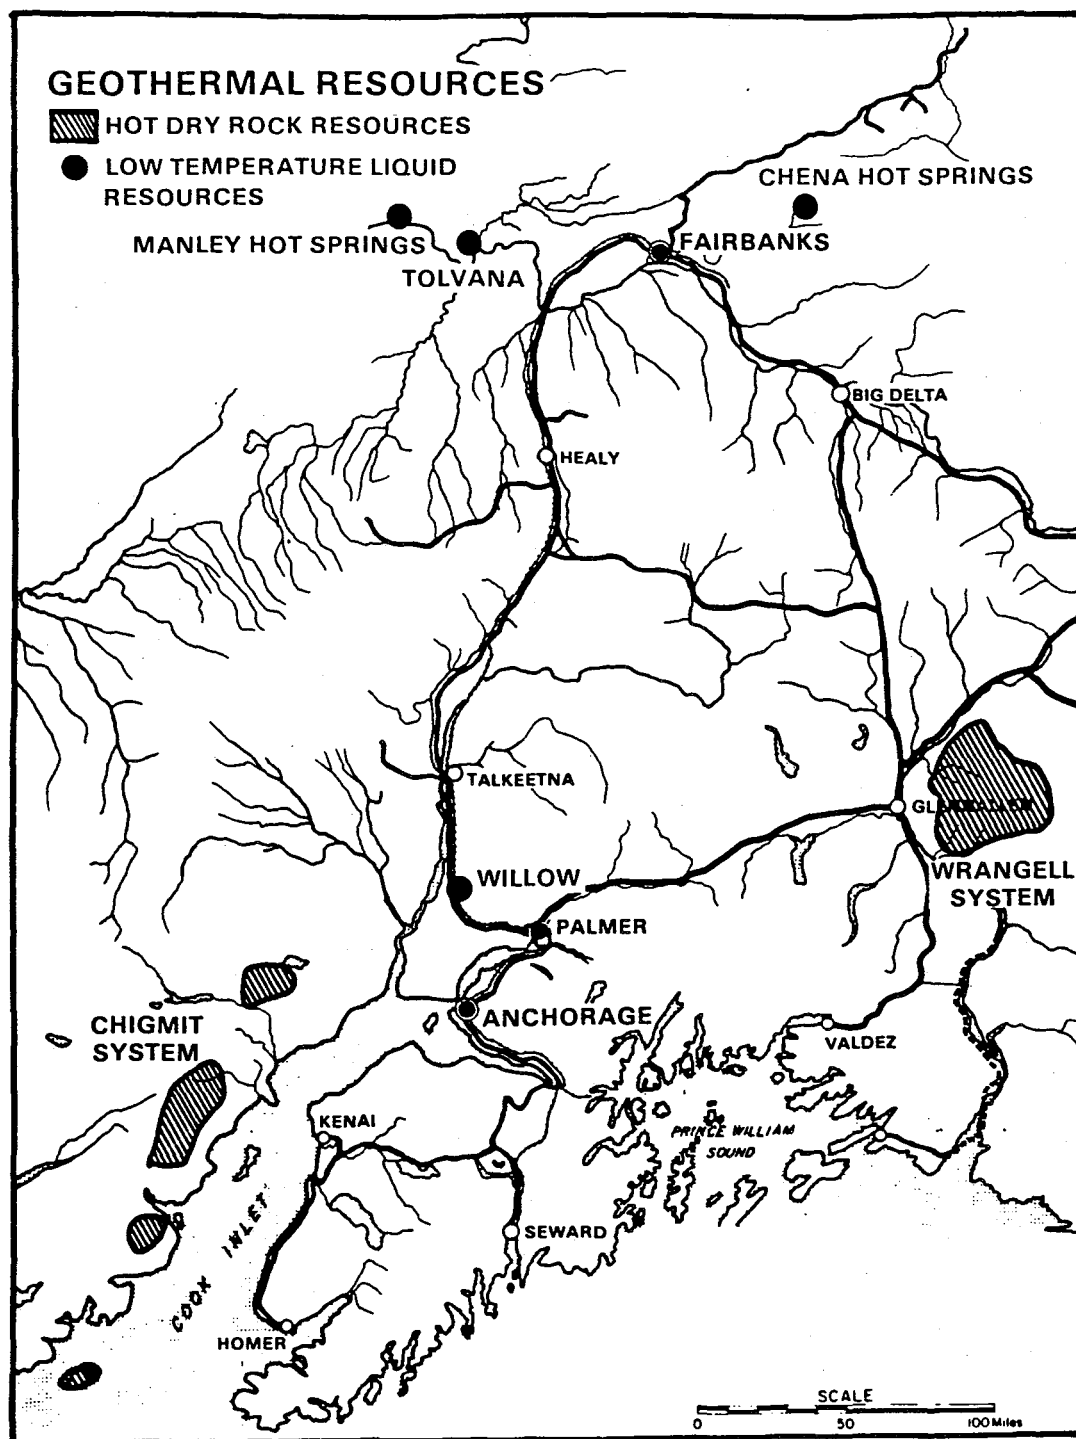 GEOTHERMAL RESOURCES
HOT DRY ROCK RESOURCES
LOW TEMPERATURE LIQUID
RESOURCES
CHENA HOT SPRINGS
MANLEY HOT SPRINGS
FAIRBANKS
TOLVANA
BIG DELTA
HEALY
TALKEETNA
WILLOW
WRANGELL
SYSTEM
PALMER
ANCHORAGE
CHIGMIT
SYSTEM
VALDEZ
KENAI
PRINCE WILLIAM
SOUND
COOK INLET
SEWARD
HOMER
SCALE
0 50 100 Miles